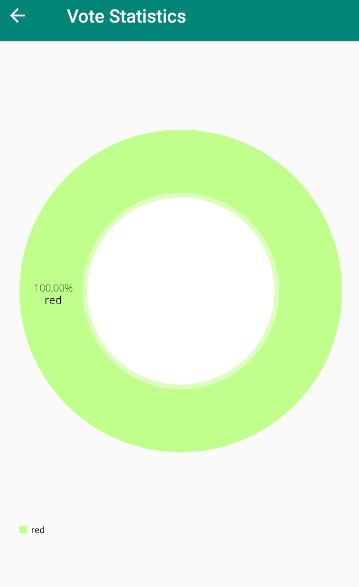 Vote Statistics
100,00%
red
red